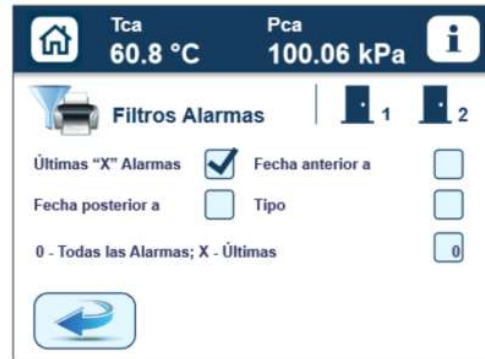 Tca Pca
60.8 °C 100.06 kPa i
Filtros Alarmas 1 2
Últimas “X” Alarmas Fecha anterior a
Fecha posterior a Tipo
0 - Todas las Alarmas; X - Últimas 0